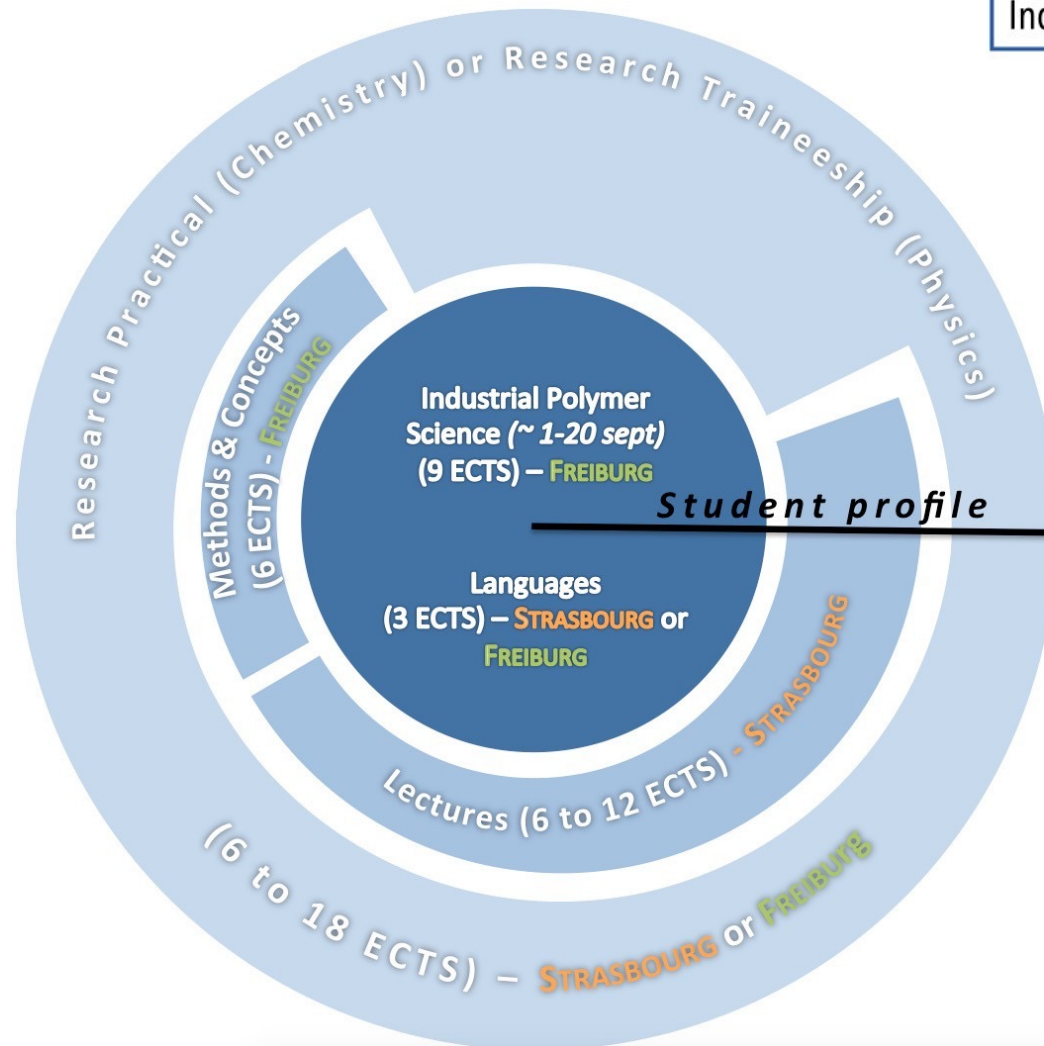 Research Practical (Chemistry) or Research Traineeship (Physics)
(6 to 18 ECTS) – STRASBOURG or FREIBURG
Methods & Concepts
(6 ECTS) - FREIBURG
Lectures (6 to 12 ECTS) - STRASBOURG
Industrial Polymer
Science (~ 1-20 sept)
(9 ECTS) – FREIBURG
Student profile
Languages
(3 ECTS) – STRASBOURG or
FREIBURG